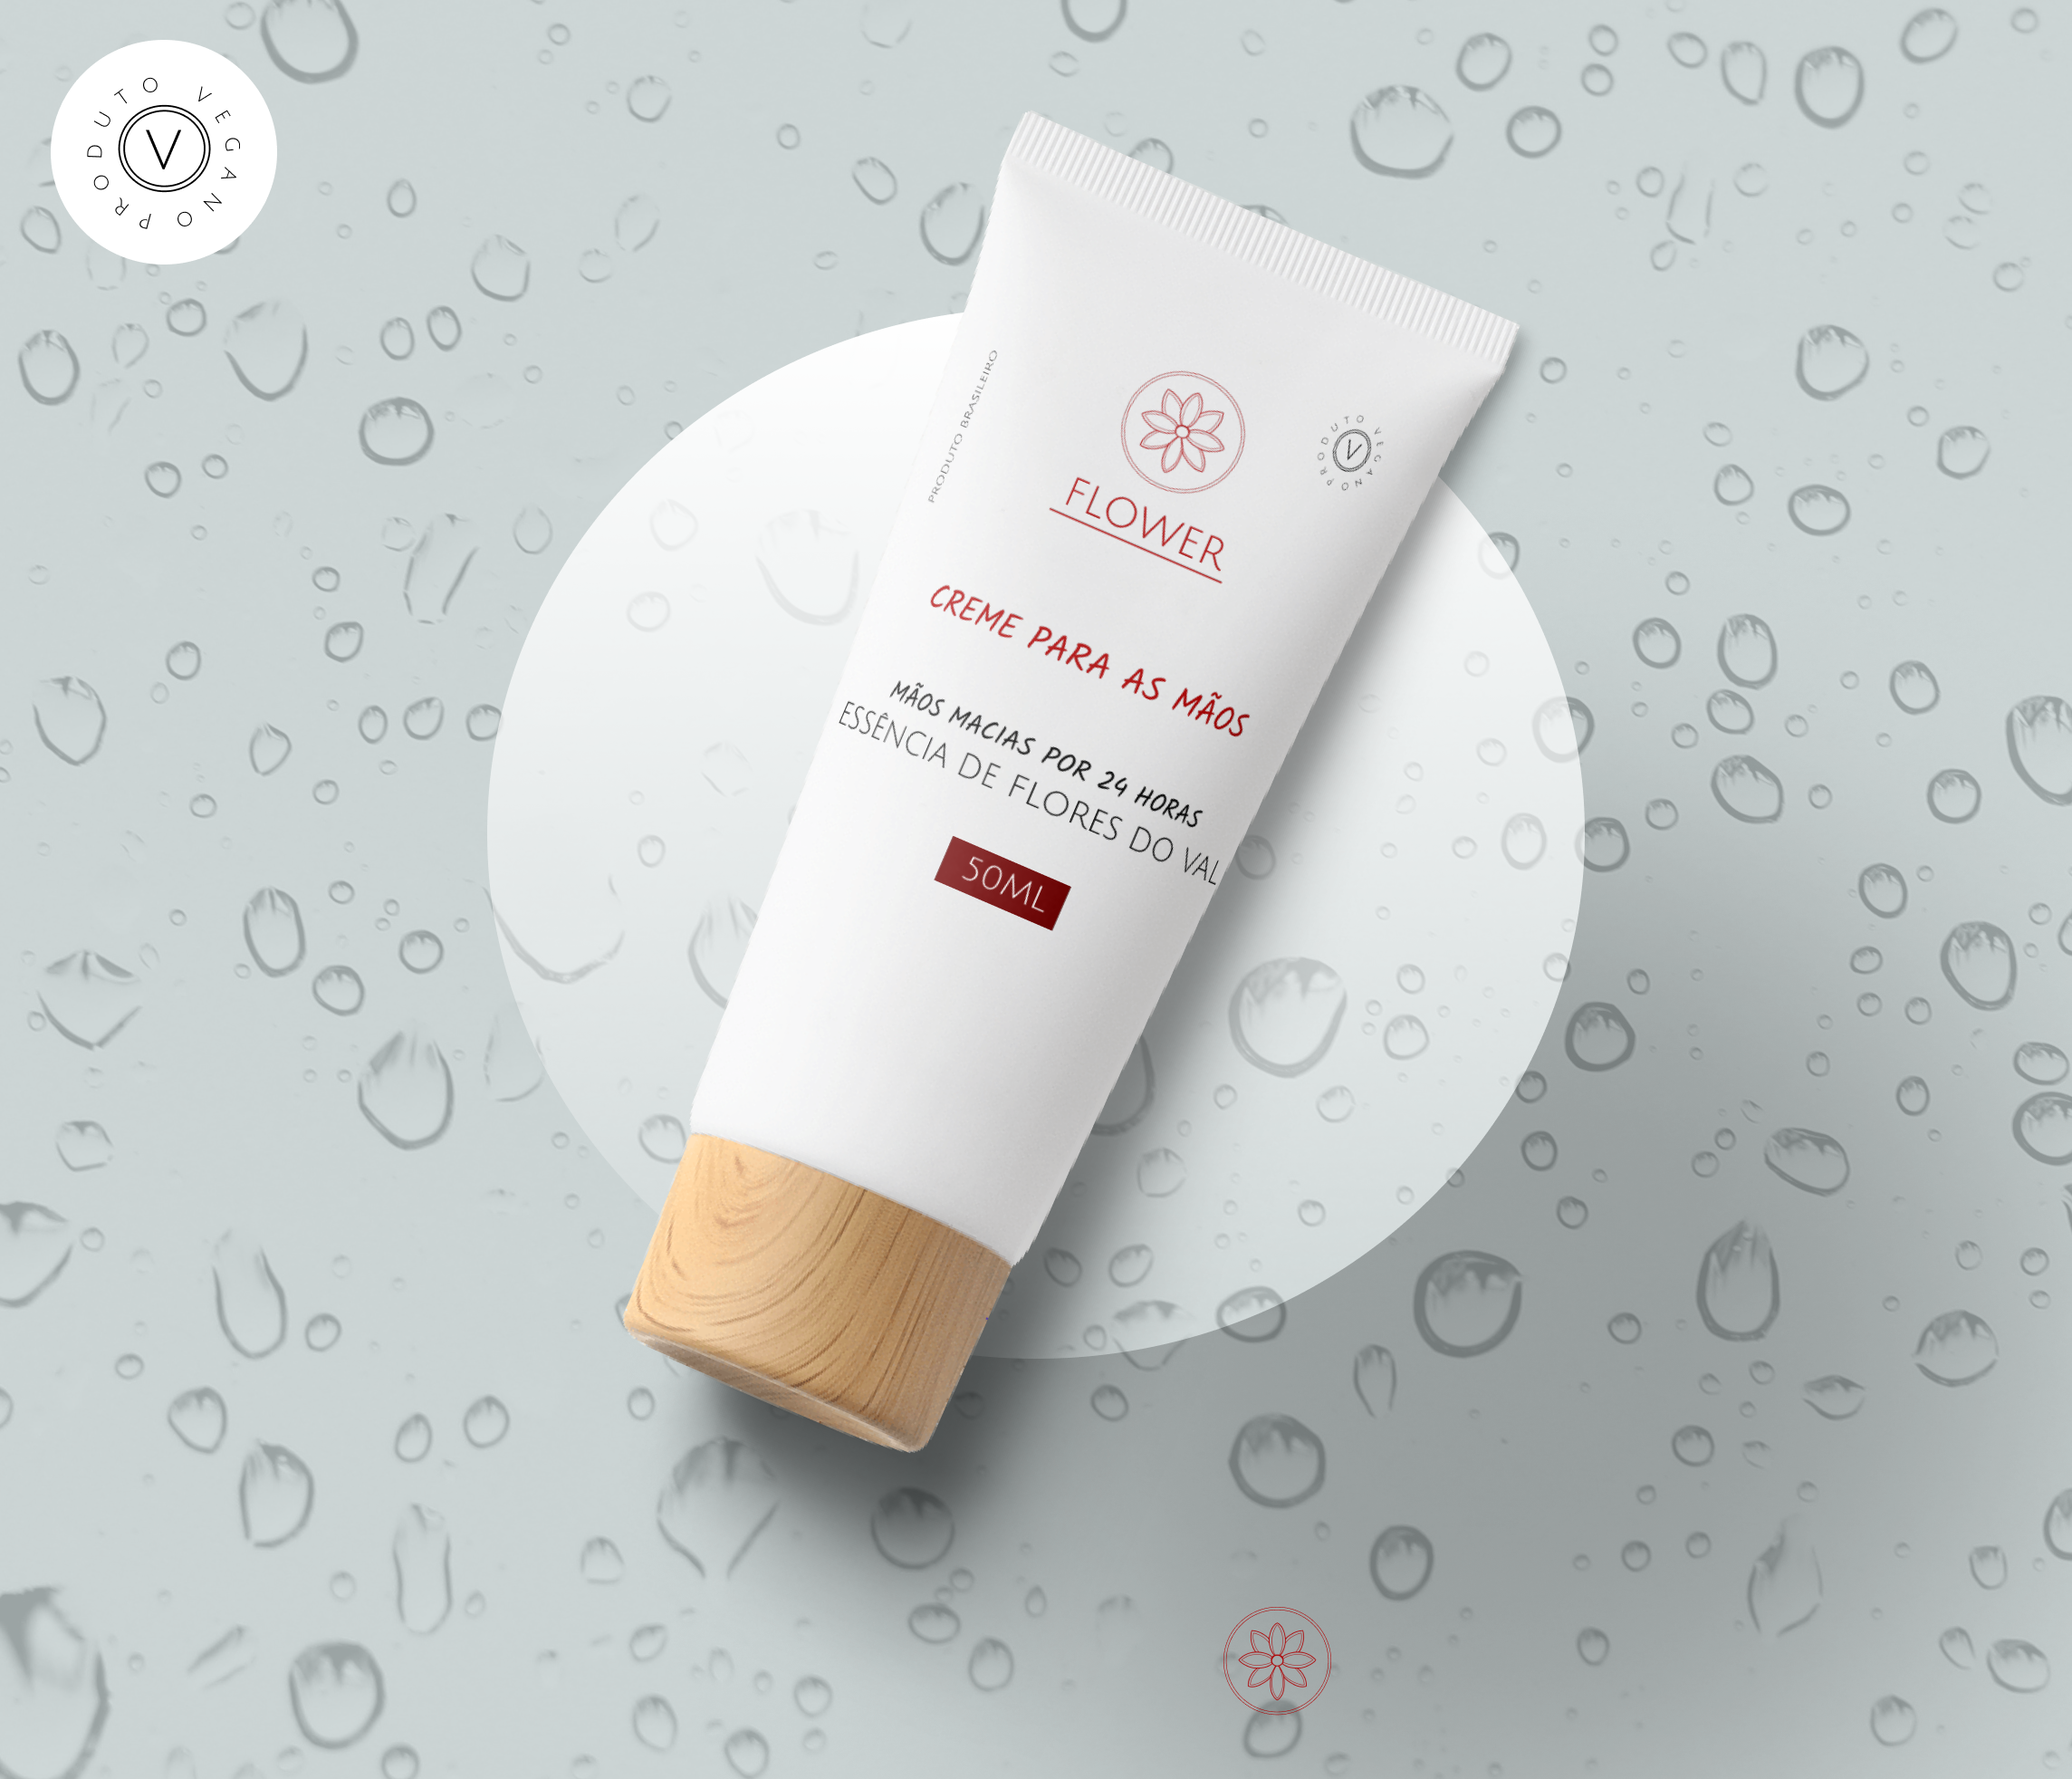 PRODUTO VEGANO
V
PRODUTO BRASILEIRO
FLOWER
PRODUTO VEGANO
V
CREME PARA AS MÃOS
MÃOS MACIAS POR 24 HORAS
ESSÊNCIA DE FLORES DO VAL
50ML